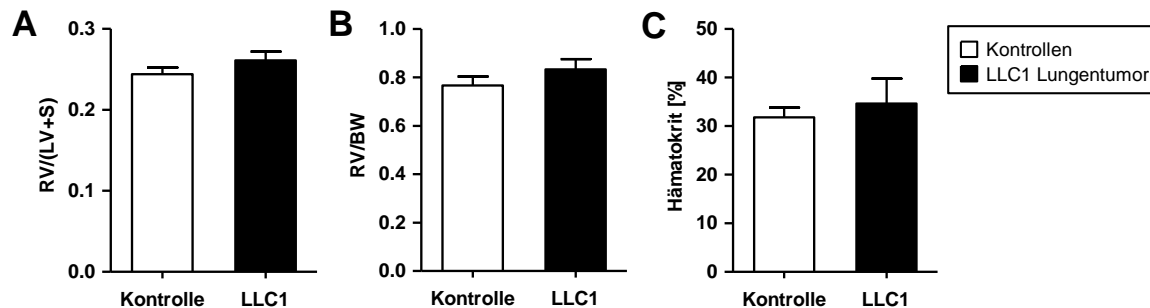 A
RV/(LV+S)
0.3
0.2
0.1
0.0
Kontrolle
LLC1
B
RV/BW
1.0
0.8
0.6
0.4
0.2
0.0
Kontrolle
LLC1
C
Hämatokrit [%]
50
40
30
20
10
0
Kontrolle
LLC1
Kontrollen
LLC1 Lungentumor